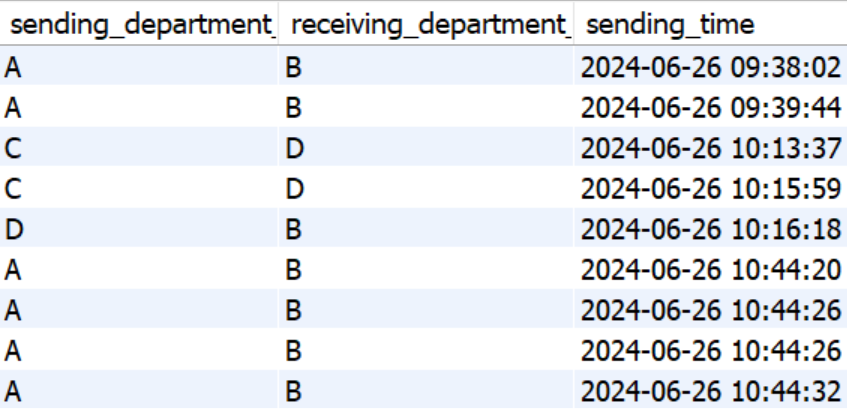 sending_department_ receiving_department_ sending_time
A B 2024-06-26 09:38:02
A B 2024-06-26 09:39:44
C D 2024-06-26 10:13:37
C D 2024-06-26 10:15:59
D B 2024-06-26 10:16:18
A B 2024-06-26 10:44:20
A B 2024-06-26 10:44:26
A B 2024-06-26 10:44:26
A B 2024-06-26 10:44:32